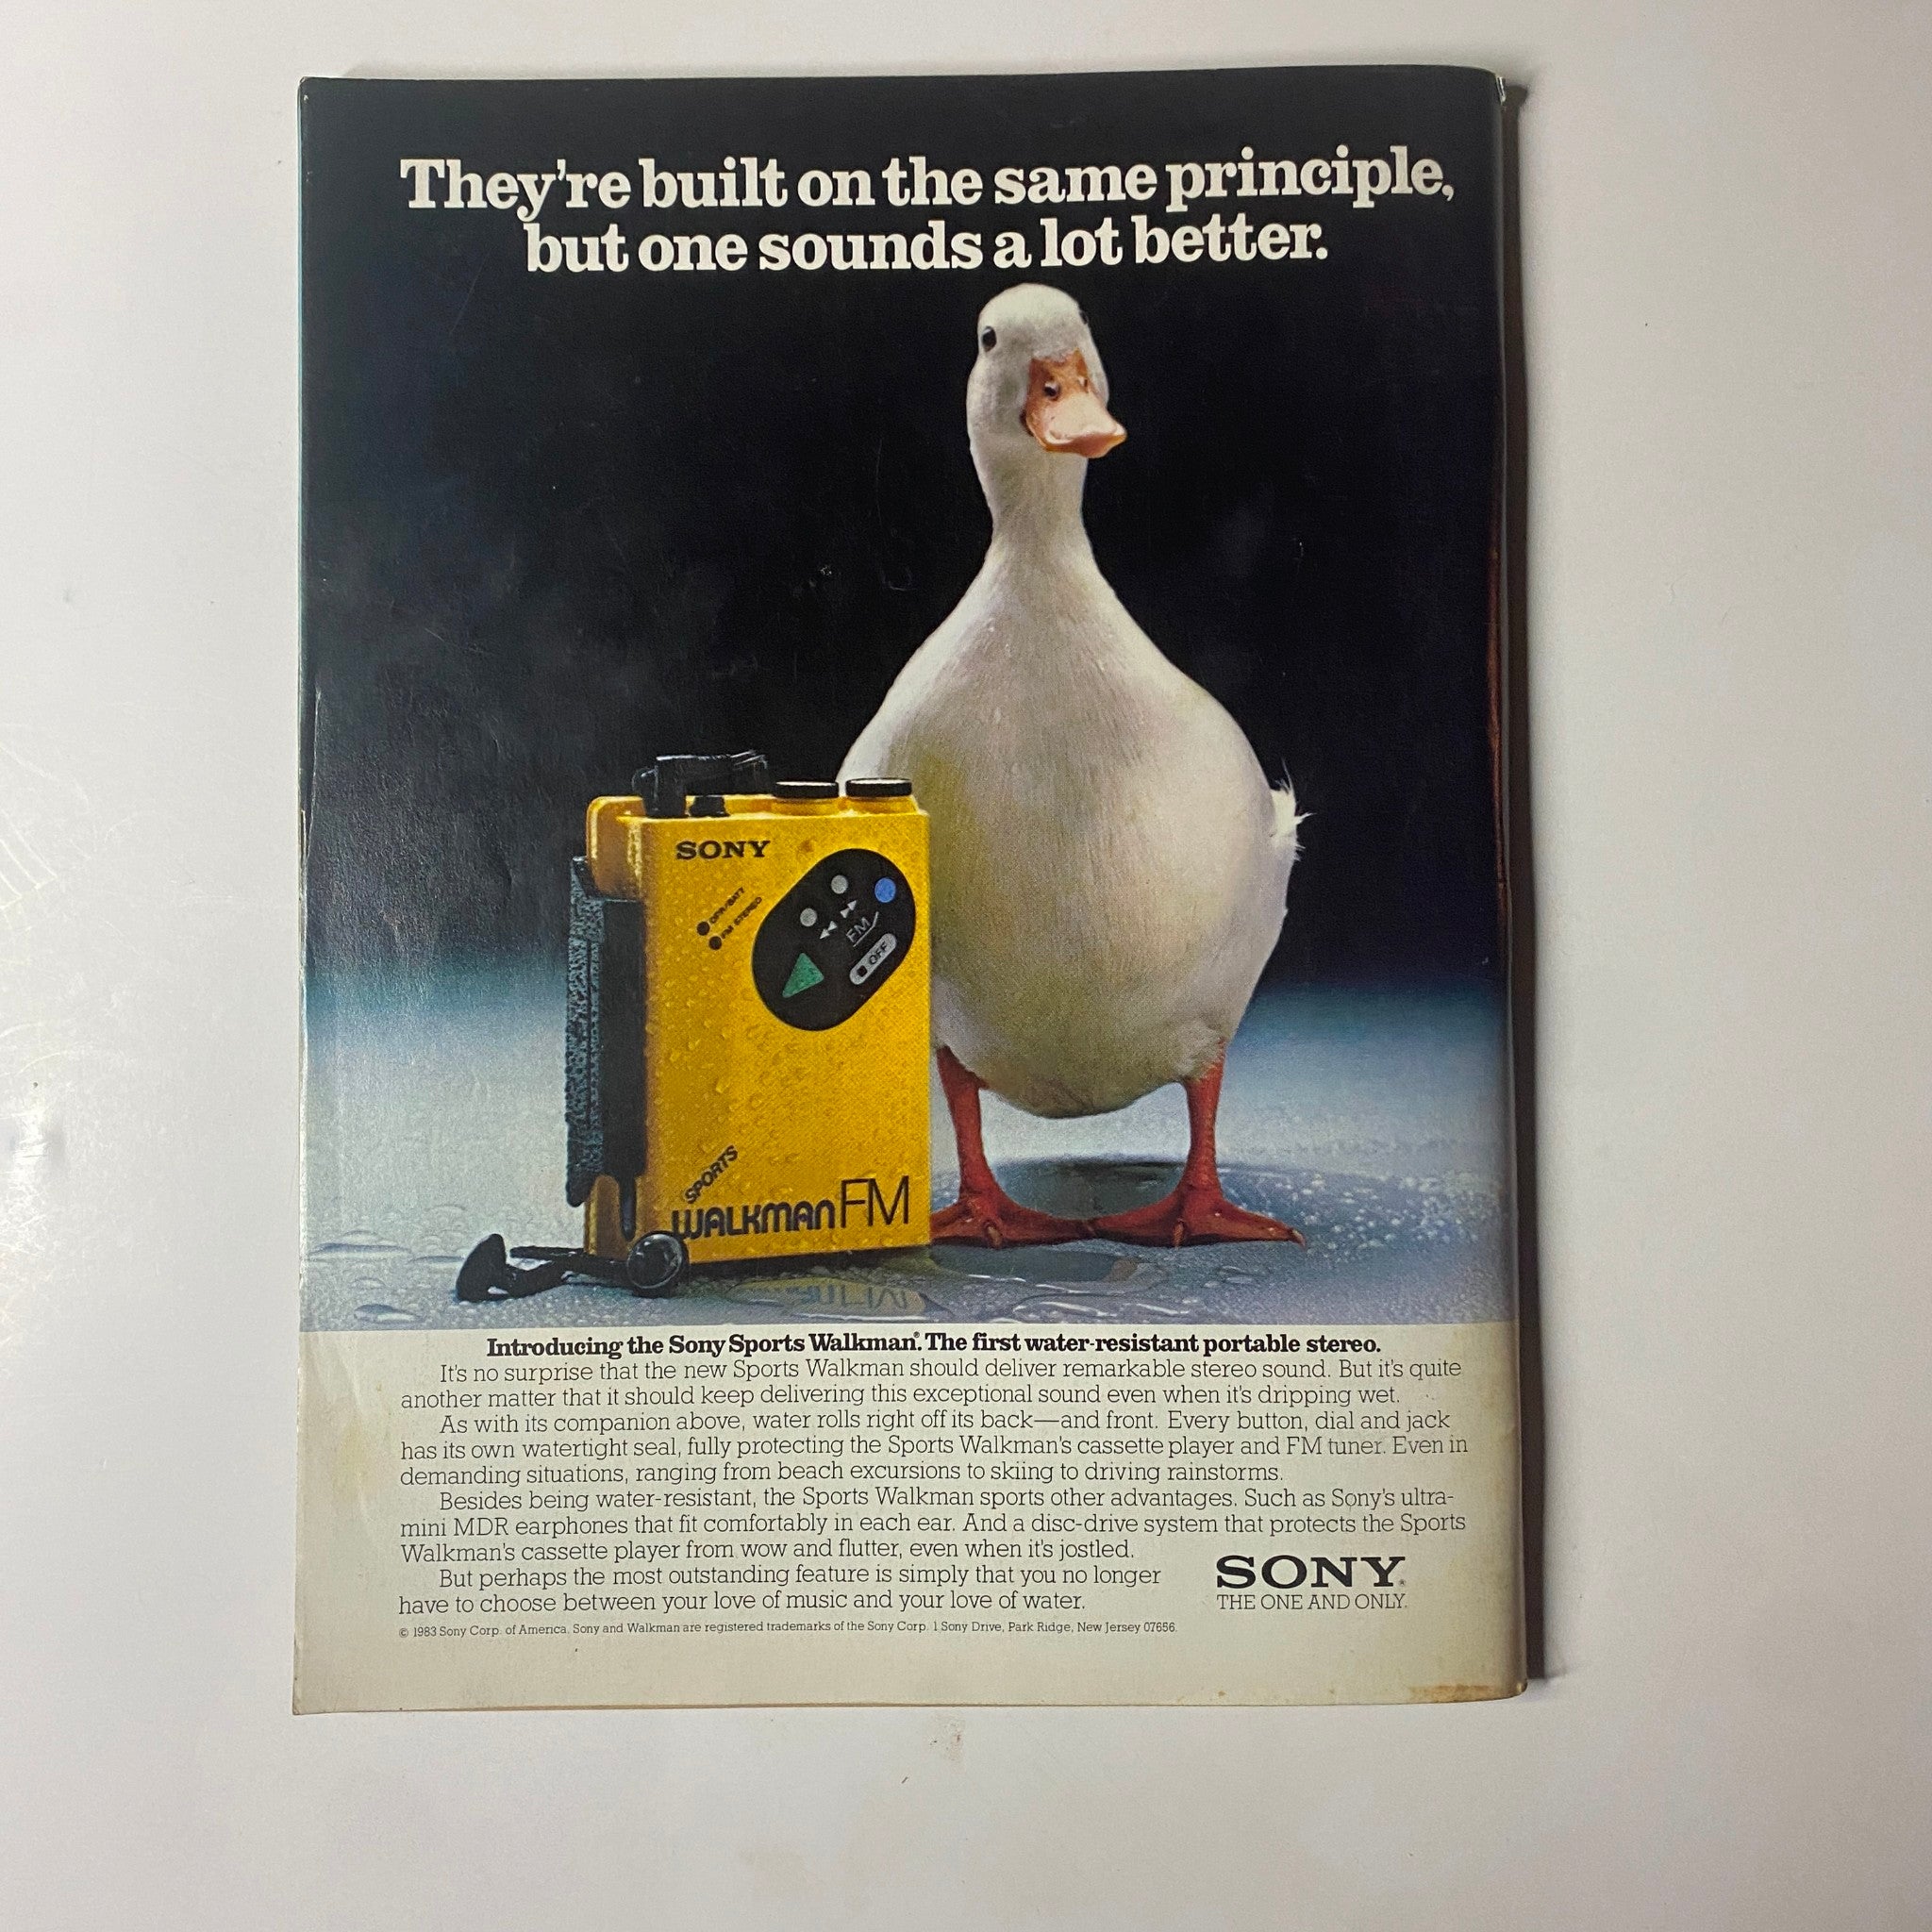 They're built on the same principle,
but one sounds a lot better.
SONY
OPR/BATT
FM STEREO
FM
OFF
SPORTS
WALKMAN FM
Introducing the Sony Sports Walkman.® The first water-resistant portable stereo.
It's no surprise that the new Sports Walkman should deliver remarkable stereo sound. But it's quite
another matter that it should keep delivering this exceptional sound even when it's dripping wet.
As with its companion above, water rolls right off its back—and front. Every button, dial and jack
has its own watertight seal, fully protecting the Sports Walkman's cassette player and FM tuner. Even in
demanding situations, ranging from beach excursions to skiing to driving rainstorms.
Besides being water-resistant, the Sports Walkman sports other advantages. Such as Sony's ultra-
mini MDR earphones that fit comfortably in each ear. And a disc-drive system that protects the Sports
Walkman's cassette player from wow and flutter, even when it's jostled.
But perhaps the most outstanding feature is simply that you no longer
have to choose between your love of music and your love of water.
SONY®
THE ONE AND ONLY.
© 1983 Sony Corp. of America. Sony and Walkman are registered trademarks of the Sony Corp. 1 Sony Drive, Park Ridge, New Jersey 07656.